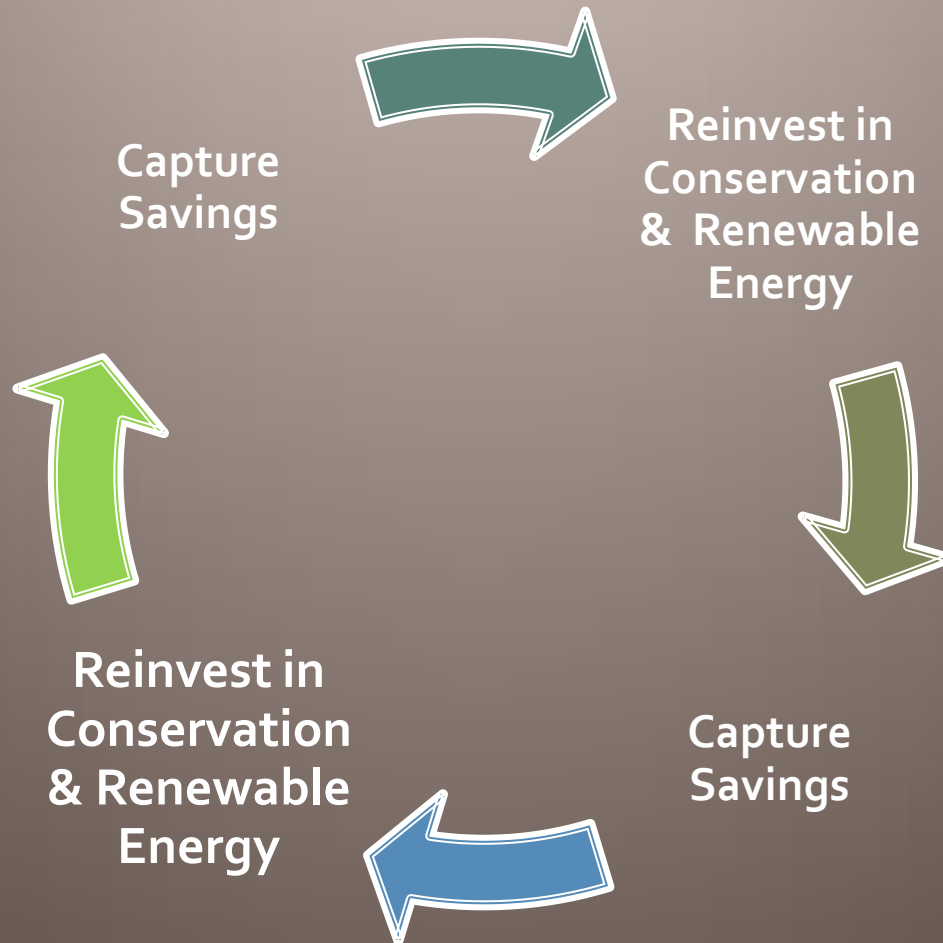 Capture
Savings
Reinvest in
Conservation
& Renewable
Energy
Capture
Savings
Reinvest in
Conservation
& Renewable
Energy